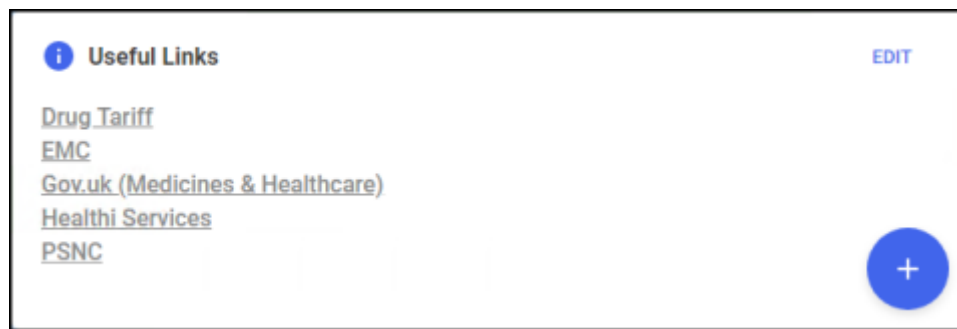 Useful Links
EDIT
Drug Tariff
EMC
Gov.uk (Medicines & Healthcare)
Healthi Services
PSNC
+